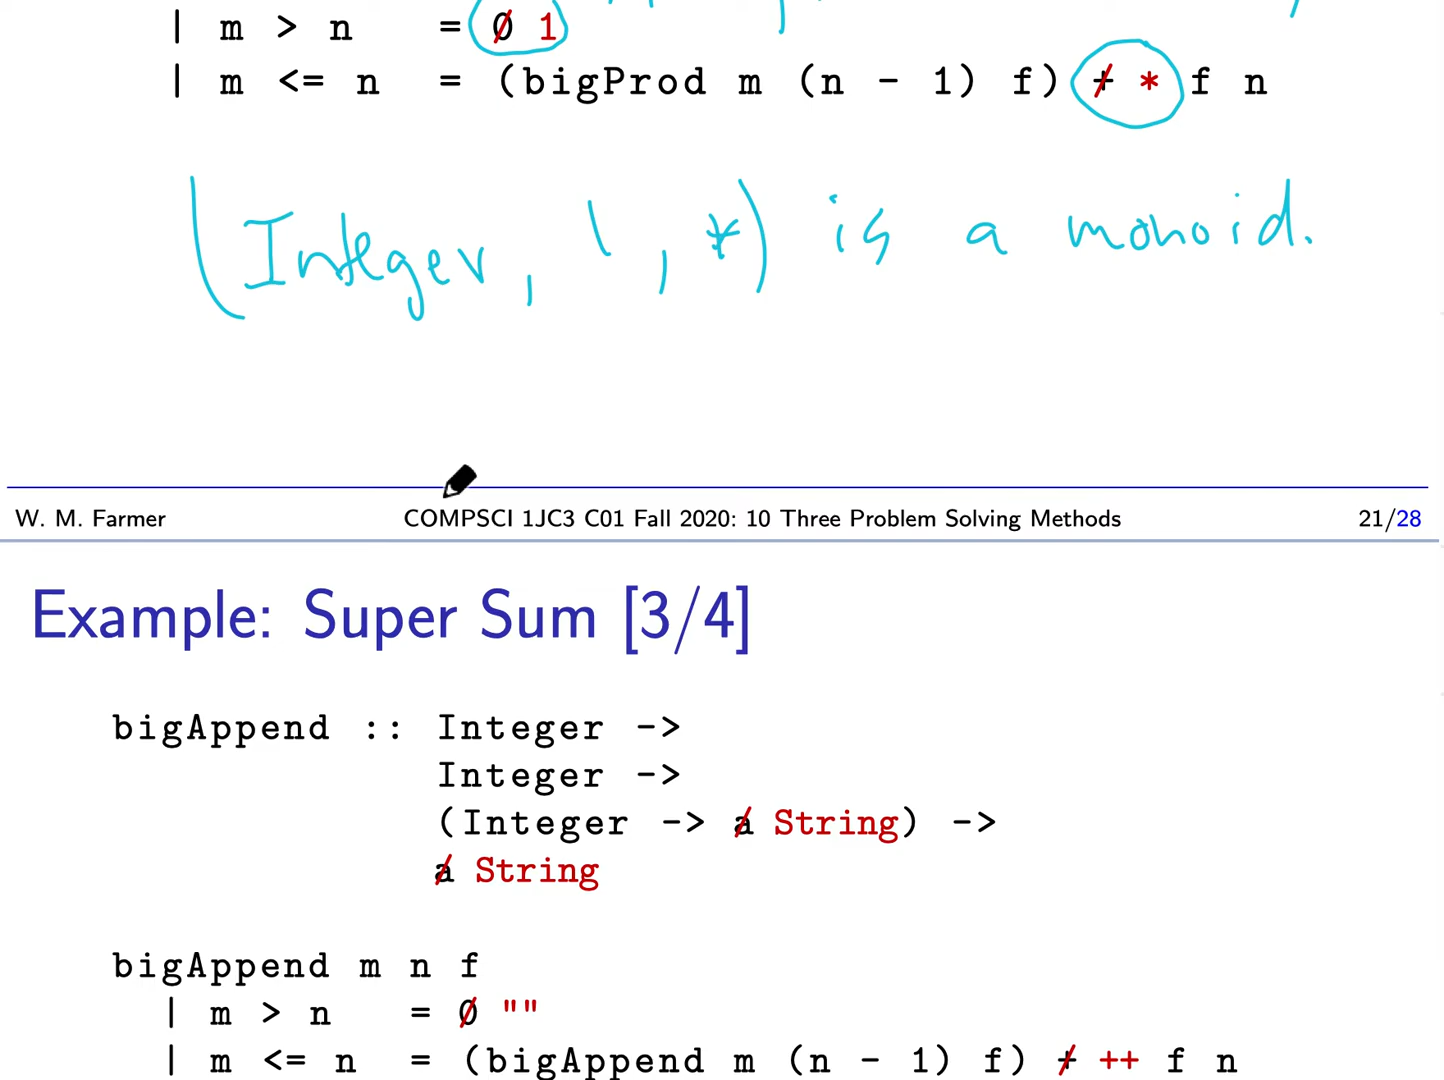 | m > n = 0 1
| m <= n = (bigProd m (n - 1) f) + * f n
(Integer, 1, *) is a monoid.
W. M. Farmer COMPSCI 1JC3 C01 Fall 2020: 10 Three Problem Solving Methods 21/28
Example: Super Sum [3/4]
bigAppend :: Integer ->
Integer ->
(Integer -> a String) ->
a String
bigAppend m n f
| m > n = 0 ""
| m <= n = (bigAppend m (n - 1) f) + ++ f n